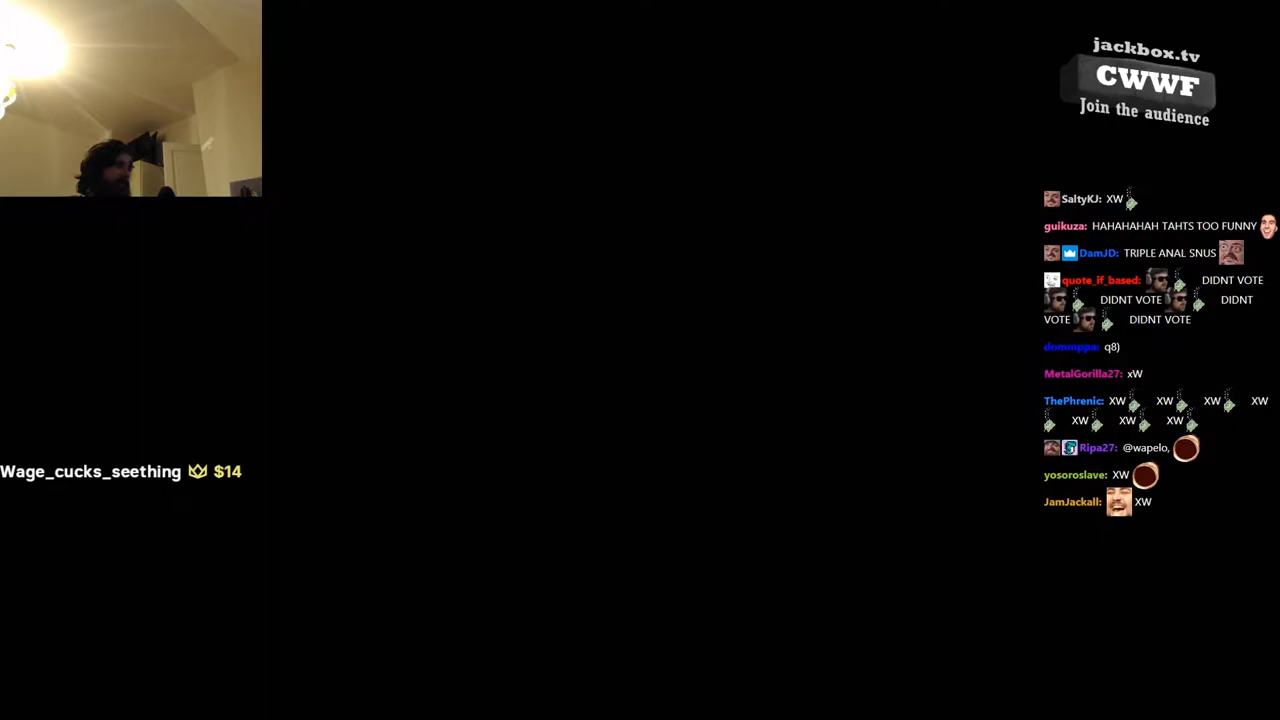 jackbox.tv
CWWF
Join the audience
SaltyKJ: XW
guikuza: HAHAHAHAH TAHTS TOO FUNNY
DamJD: TRIPLE ANAL SNUS
quote_if_based: DIDNT VOTE
DIDNT VOTE DIDNT
VOTE DIDNT VOTE
dommppa: q8)
MetalGorilla27: xW
ThePhrenic: XW XW XW XW
XW XW XW
Ripa27: @wapelo,
yosoroslave: XW
JamJackall: XW
Wage_cucks_seething $14